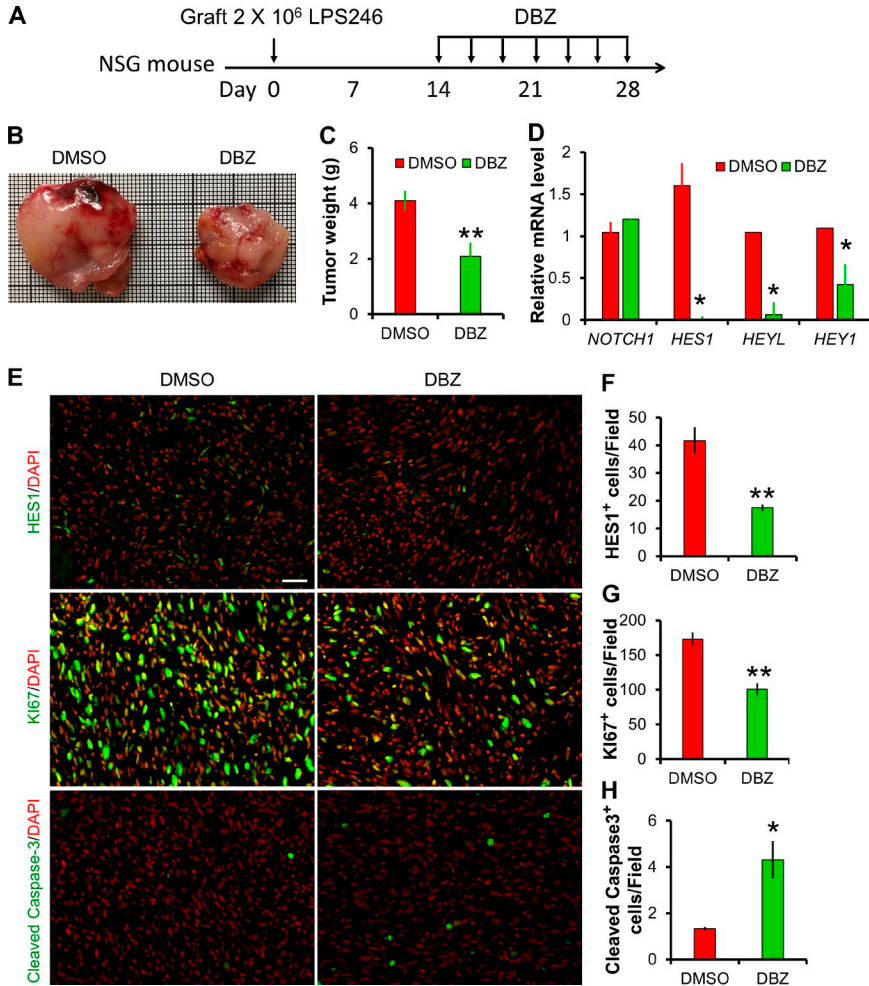 A
Graft 2 X 10⁶ LPS246
DBZ
NSG mouse
Day 0 7 14 21 28
B
DMSO DBZ
C
Tumor weight (g)
6
4
2
0
DMSO DBZ
**
DMSO DBZ
D
Relative mRNA level
2
1.5
1
0.5
0
DMSO DBZ
* * *
NOTCH1 HES1 HEYL HEY1
E
DMSO DBZ
HES1/DAPI
KI67/DAPI
Cleaved Caspase-3/DAPI
F
HES1⁺ cells/Field
50
40
30
20
10
0
**
DMSO DBZ
G
KI67⁺ cells/Field
200
150
100
50
0
**
DMSO DBZ
H
Cleaved Caspase3⁺
cells/Field
6
4
2
0
*
DMSO DBZ